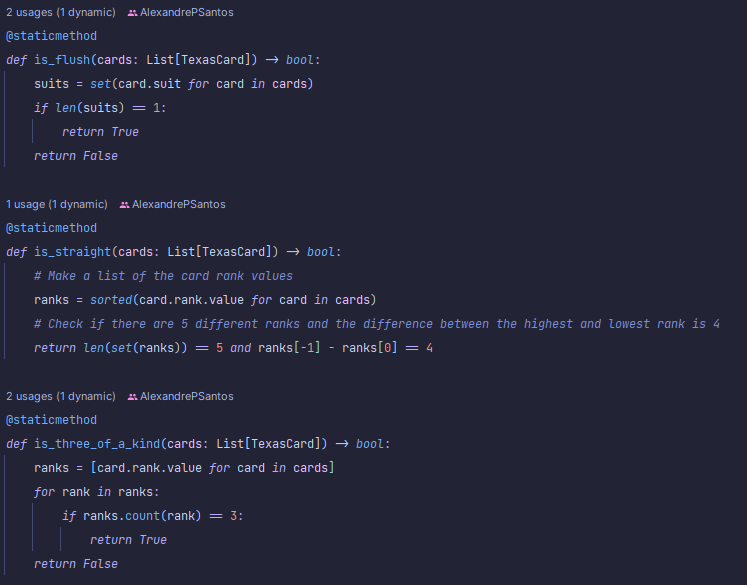 2 usages (1 dynamic) AlexandrePSantos
@staticmethod
def is_flush(cards: List[TexasCard]) -> bool:
    suits = set(card.suit for card in cards)
    if len(suits) == 1:
        return True
    return False
1 usage (1 dynamic) AlexandrePSantos
@staticmethod
def is_straight(cards: List[TexasCard]) -> bool:
    # Make a list of the card rank values
    ranks = sorted(card.rank.value for card in cards)
    # Check if there are 5 different ranks and the difference between the highest and lowest rank is 4
    return len(set(ranks)) == 5 and ranks[-1] - ranks[0] == 4
2 usages (1 dynamic) AlexandrePSantos
@staticmethod
def is_three_of_a_kind(cards: List[TexasCard]) -> bool:
    ranks = [card.rank.value for card in cards]
    for rank in ranks:
        if ranks.count(rank) == 3:
            return True
    return False